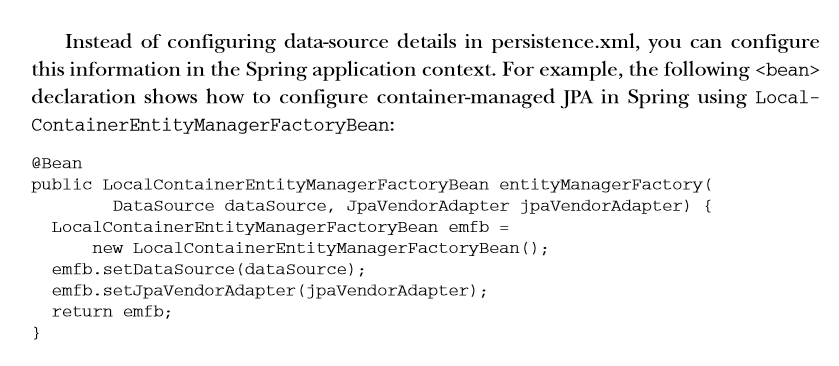 Instead of configuring data-source details in persistence.xml, you can configure
this information in the Spring application context. For example, the following <bean>
declaration shows how to configure container-managed JPA in Spring using Local-
ContainerEntityManagerFactoryBean:
@Bean
public LocalContainerEntityManagerFactoryBean entityManagerFactory(
        DataSource dataSource, JpaVendorAdapter jpaVendorAdapter) {
  LocalContainerEntityManagerFactoryBean emfb =
      new LocalContainerEntityManagerFactoryBean();
  emfb.setDataSource(dataSource);
  emfb.setJpaVendorAdapter(jpaVendorAdapter);
  return emfb;
}